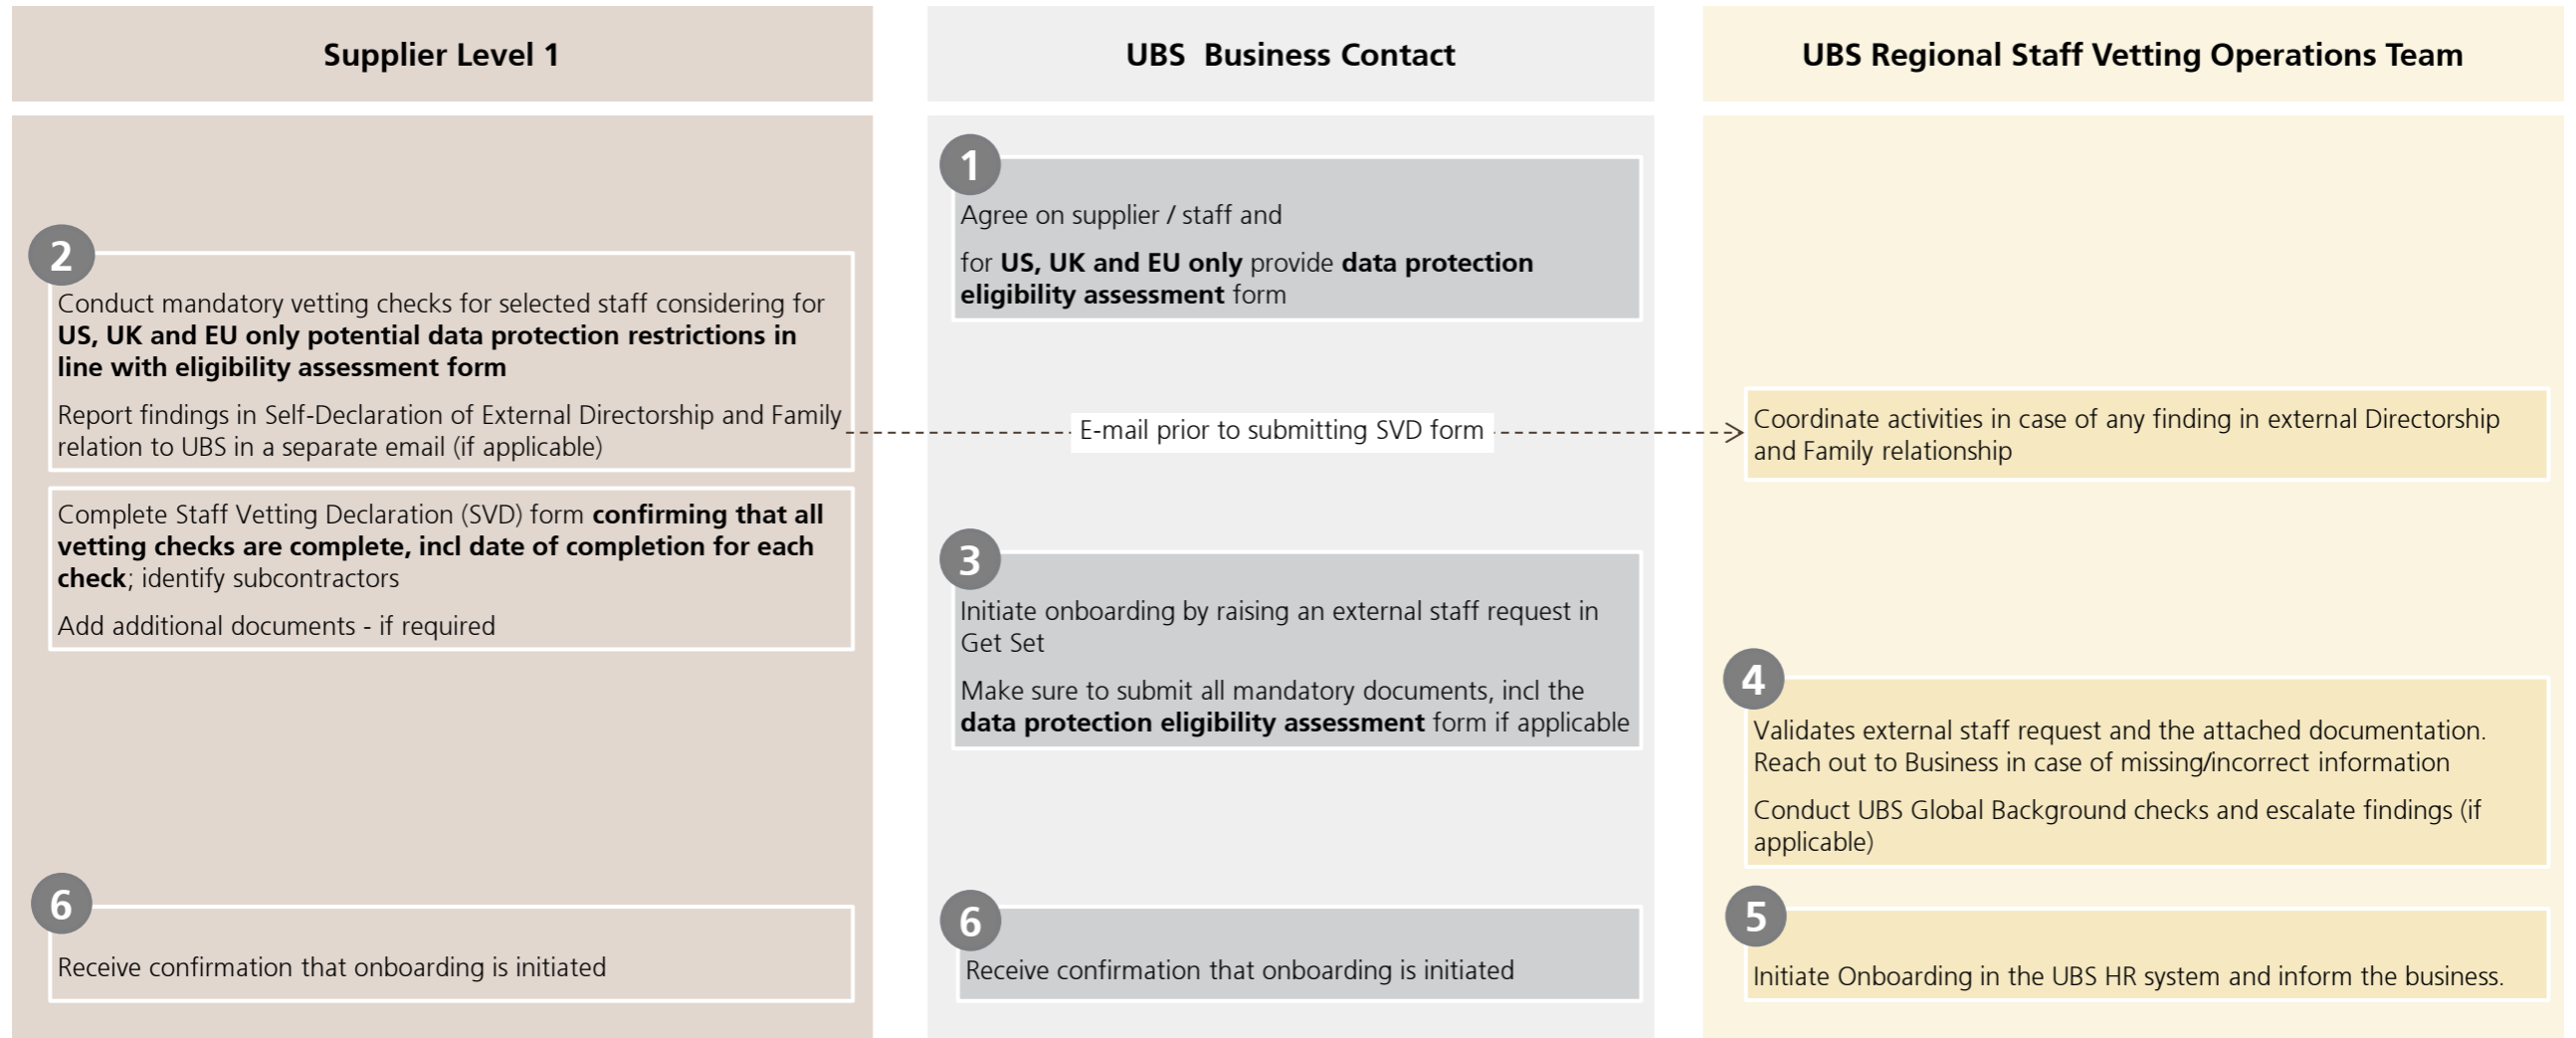 Supplier Level 1
UBS  Business Contact
UBS Regional Staff Vetting Operations Team
1
Agree on supplier / staff and
for US, UK and EU only provide data protection
eligibility assessment form
2
Conduct mandatory vetting checks for selected staff considering for
US, UK and EU only potential data protection restrictions in
line with eligibility assessment form
Report findings in Self-Declaration of External Directorship and Family
relation to UBS in a separate email (if applicable)
E-mail prior to submitting SVD form
Coordinate activities in case of any finding in external Directorship
and Family relationship
Complete Staff Vetting Declaration (SVD) form confirming that all
vetting checks are complete, incl date of completion for each
check; identify subcontractors
Add additional documents - if required
3
Initiate onboarding by raising an external staff request in
Get Set
Make sure to submit all mandatory documents, incl the
data protection eligibility assessment form if applicable
4
Validates external staff request and the attached documentation.
Reach out to Business in case of missing/incorrect information
Conduct UBS Global Background checks and escalate findings (if
applicable)
5
Initiate Onboarding in the UBS HR system and inform the business.
6
Receive confirmation that onboarding is initiated
6
Receive confirmation that onboarding is initiated